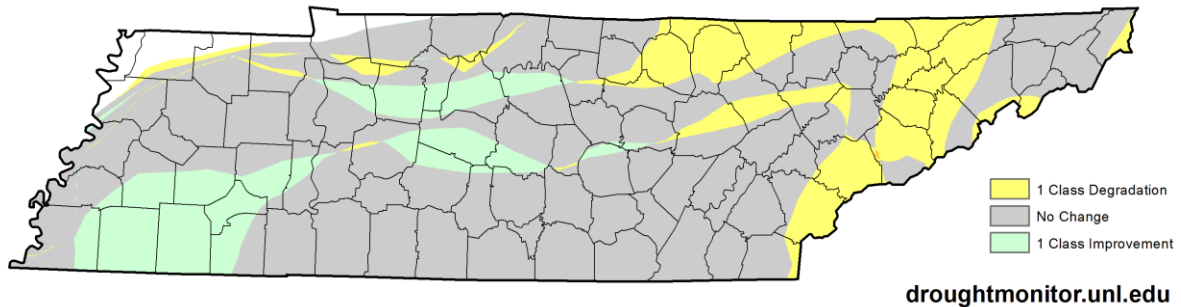 1 Class Degradation
No Change
1 Class Improvement
droughtmonitor.unl.edu